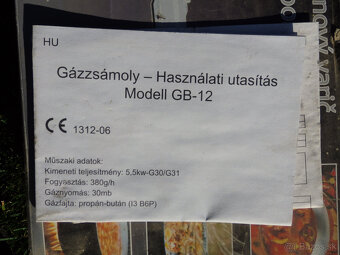 HU
Gázzsámoly – Használati utasítás
Modell GB-12
CE 1312-06
Műszaki adatok:
Kimeneti teljesítmény: 5,5kw-G30/G31
Fogyasztás: 380g/h
Gáznyomás: 30mb
Gázfajta: propán-bután (I3 B6P)